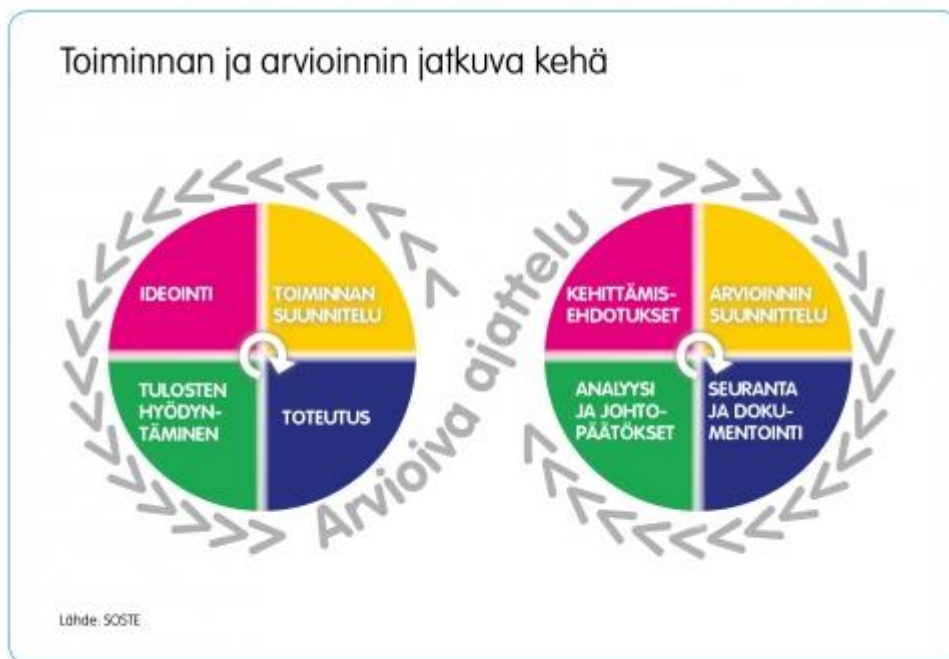 Toiminnan ja arvioinnin jatkuva kehä
IDEOINTI
TOIMINNAN
SUUNNITELU
TULOSTEN
HYÖDYN-
TÄMINEN
TOTEUTUS
Arvioiva ajattelu
KEHITTÄMIS-
EHDOTUKSET
ARVIOINNIN
SUUNNITTELU
ANALYYSI
JA JOHTO-
PÄÄTÖKSET
SEURANTA
JA DOKU-
MENTOINTI
Lähde: SOSTE